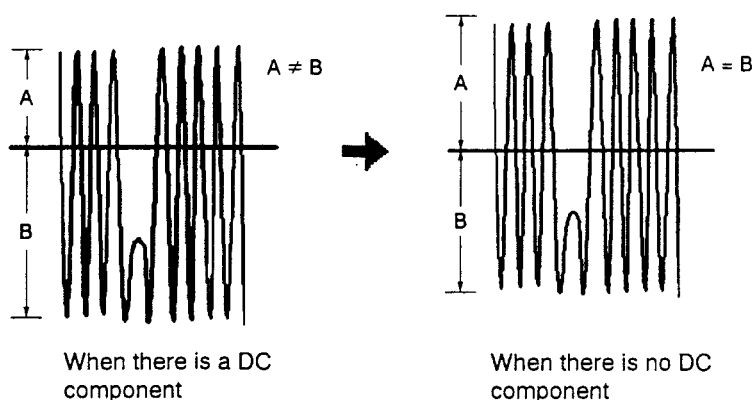 A
B
A ≠ B
When there is a DC
component
A
B
A = B
When there is no DC
component